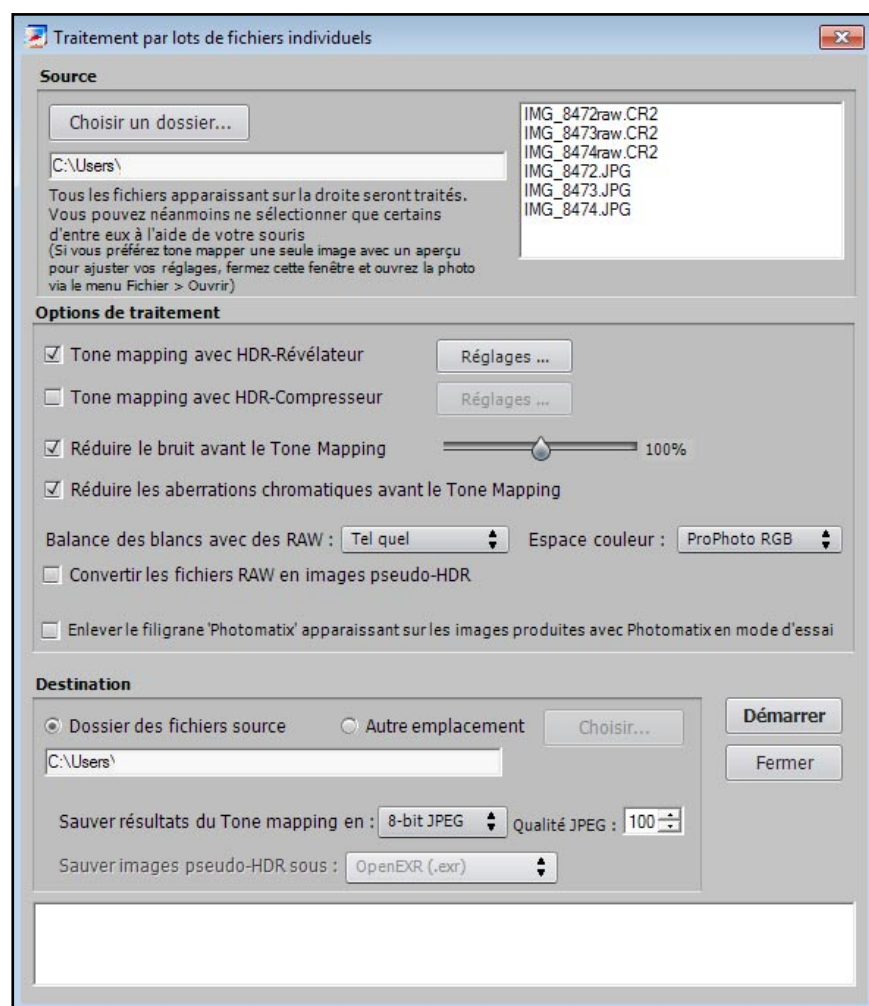 Traitement par lots de fichiers individuels
Source
Choisir un dossier...
C:\Users\
Tous les fichiers apparaissant sur la droite seront traités.
Vous pouvez néanmoins ne sélectionner que certains
d'entre eux à l'aide de votre souris
(Si vous préférez tone mapper une seule image avec un aperçu
pour ajuster vos réglages, fermez cette fenêtre et ouvrez la photo
via le menu Fichier > Ouvrir)
IMG_8472raw.CR2
IMG_8473raw.CR2
IMG_8474raw.CR2
IMG_8472.JPG
IMG_8473.JPG
IMG_8474.JPG
Options de traitement
Tone mapping avec HDR-Révélateur Réglages ...
Tone mapping avec HDR-Compresseur Réglages ...
Réduire le bruit avant le Tone Mapping 100%
Réduire les aberrations chromatiques avant le Tone Mapping
Balance des blancs avec des RAW : Tel quel Espace couleur : ProPhoto RGB
Convertir les fichiers RAW en images pseudo-HDR
Enlever le filigrane 'Photomatix' apparaissant sur les images produites avec Photomatix en mode d'essai
Destination
Dossier des fichiers source Autre emplacement Choisir...
C:\Users\
Démarrer
Fermer
Sauver résultats du Tone mapping en : 8-bit JPEG Qualité JPEG : 100
Sauver images pseudo-HDR sous : OpenEXR (.exr)